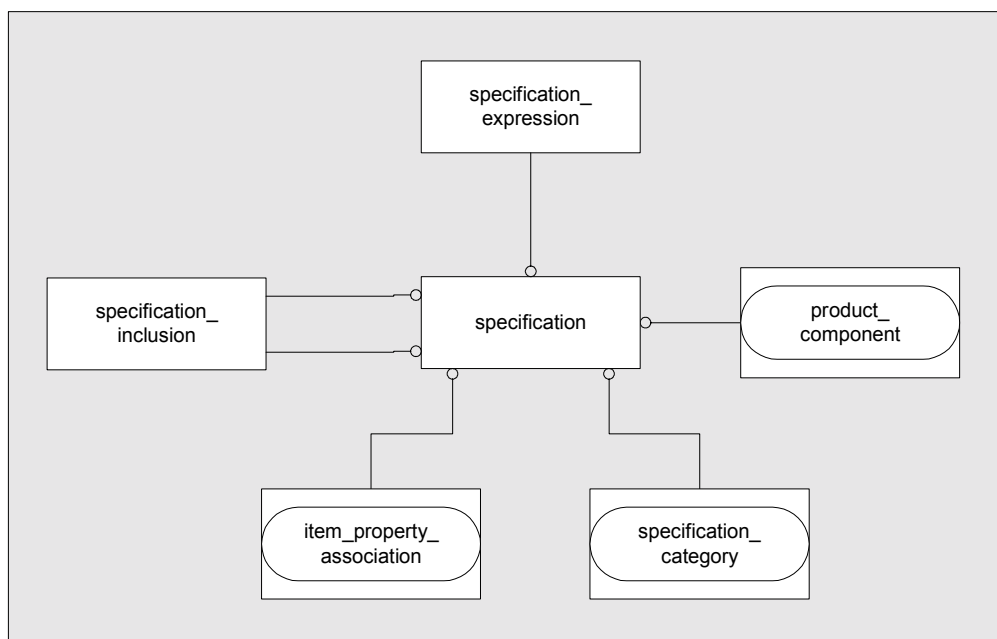 specification_
expression
specification_
inclusion
specification
product_
component
item_property_
association
specification_
category